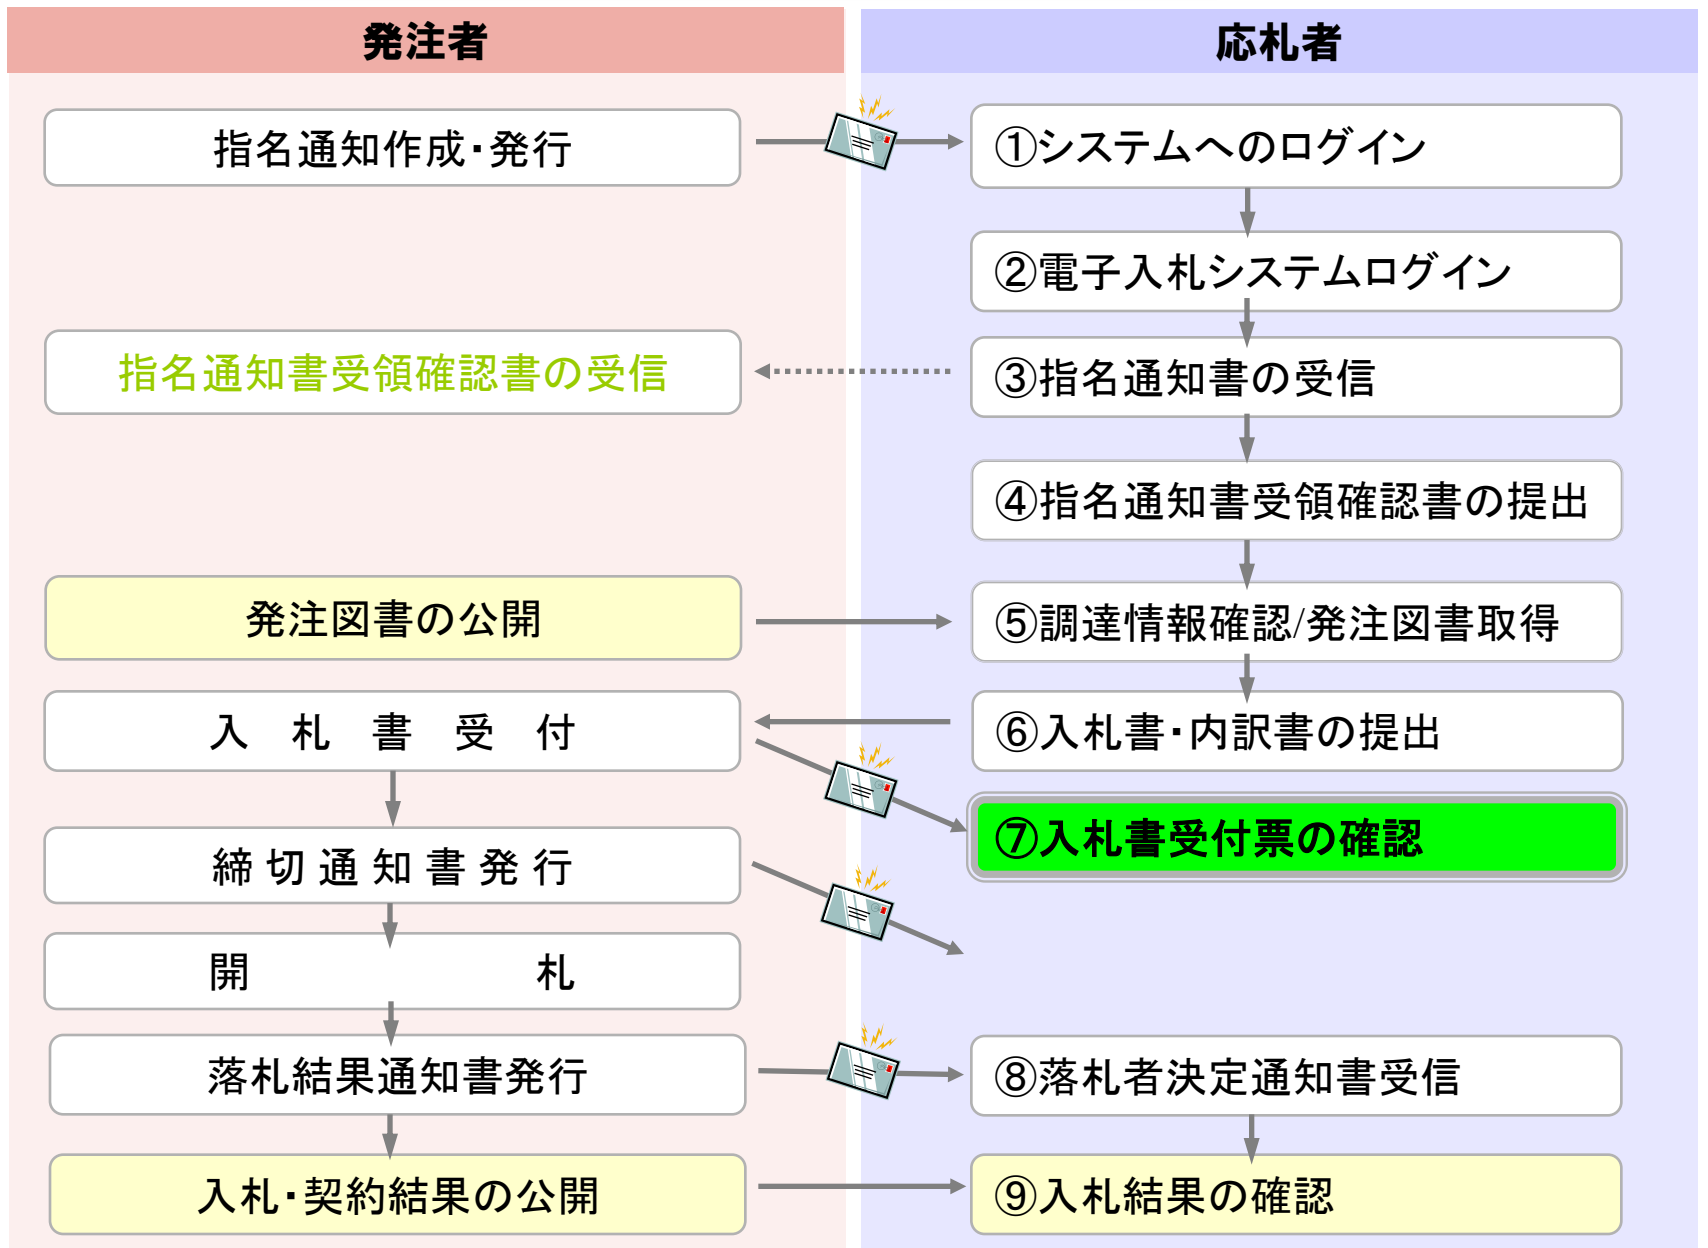 発注者
応札者
指名通知作成・発行
①システムへのログイン
②電子入札システムログイン
指名通知書受領確認書の受信
③指名通知書の受信
④指名通知書受領確認書の提出
発注図書の公開
⑤調達情報確認/発注図書取得
入　札　書　受　付
⑥入札書・内訳書の提出
⑦入札書受付票の確認
締 切 通 知 書 発 行
開　　　　　　　札
落札結果通知書発行
⑧落札者決定通知書受信
入札・契約結果の公開
⑨入札結果の確認